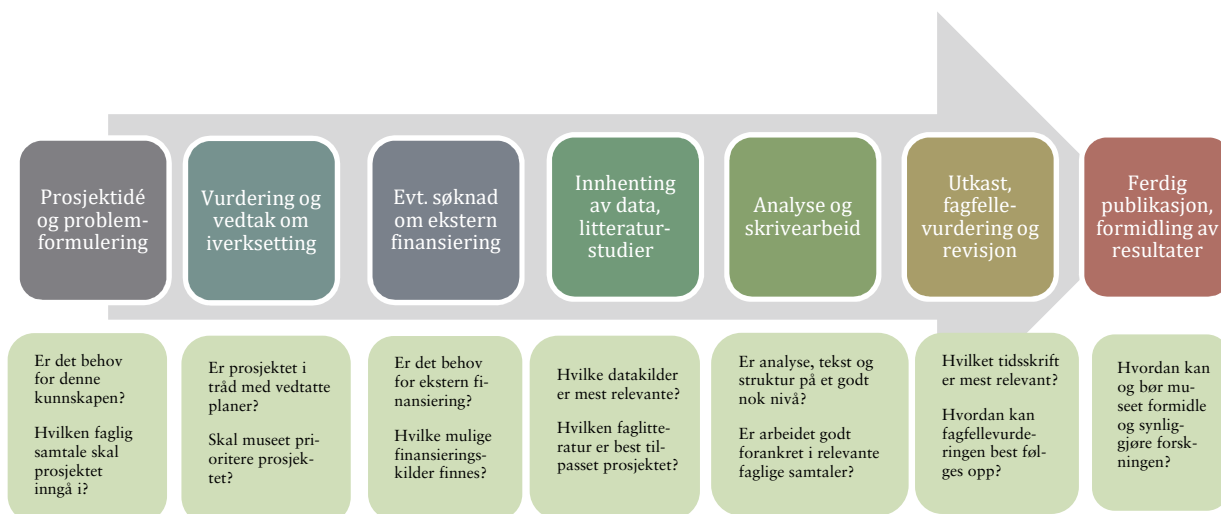 Prosjektidé
og problem-
formulering
Vurdering og
vedtak om
iverksetting
Evt. søknad
om ekstern
finansiering
Innhenting
av data,
litteratur-
studier
Analyse og
skrivearbeid
Utkast,
fagfelle-
vurdering og
revisjon
Ferdig
publikasjon,
formidling av
resultater
Er det behov
for denne
kunnskapen?
Hvilken faglig
samtale skal
prosjektet
inngå i?
Er prosjektet i
tråd med vedtatte
planer?
Skal museet pri-
oritere prosjek-
tet?
Er det behov
for ekstern fi-
nansiering?
Hvilke mulige
finansierings-
kilder finnes?
Hvilke datakilder
er mest relevante?
Hvilken faglit-
teratur er best til-
passet prosjektet?
Er analyse, tekst og
struktur på et godt
nok nivå?
Er arbeidet godt
forankret i relevante
faglige samtaler?
Hvilket tidsskrift
er mest relevant?
Hvordan kan
fagfellevurde-
ringen best føl-
ges opp?
Hvordan kan
og bør mu-
seet formidle
og synlig-
gjøre forsk-
ningen?